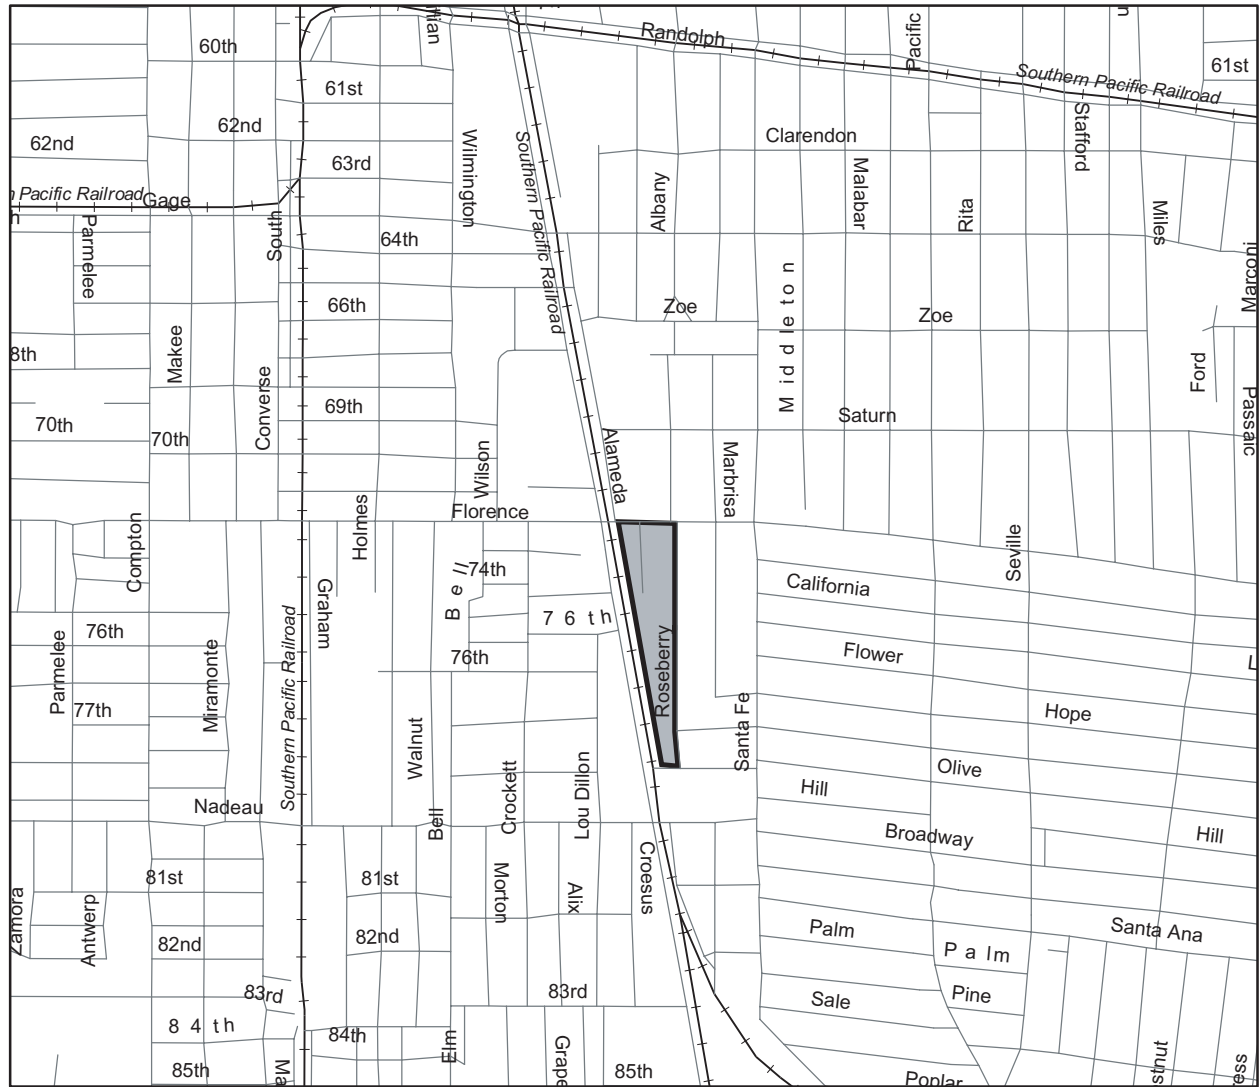 Randolph
Pacific
60th
61st
Southern Pacific Railroad
61st
62nd
62nd
Clarendon
Stafford
Wilmington
Southern Pacific Railroad
63rd
Pacific Railroad
Gage
South
Parmelee
64th
Albany
Malabar
Rita
Miles
Marconi
Middleton
66th
Zoe
Zoe
Makee
Ford
Converse
69th
Saturn
Passaic
70th
70th
Alameda
Wilson
Marbrisa
Florence
Holmes
Compton
Seville
Bell
74th
California
Graham
76th
76th
76th
Roseberry
Flower
Parmelee
Miramonte
Southern Pacific Railroad
77th
Hope
Walnut
Santa Fe
Crockett
Lou Dillon
Olive
Nadeau
Bell
Hill
Broadway
Hill
81st
81st
Morton
Alix
Croesus
Zamora
Antwerp
82nd
82nd
Palm
Palm
Santa Ana
83rd
83rd
Sale
Pine
84th
84th
Elm
85th
85th
Poplar